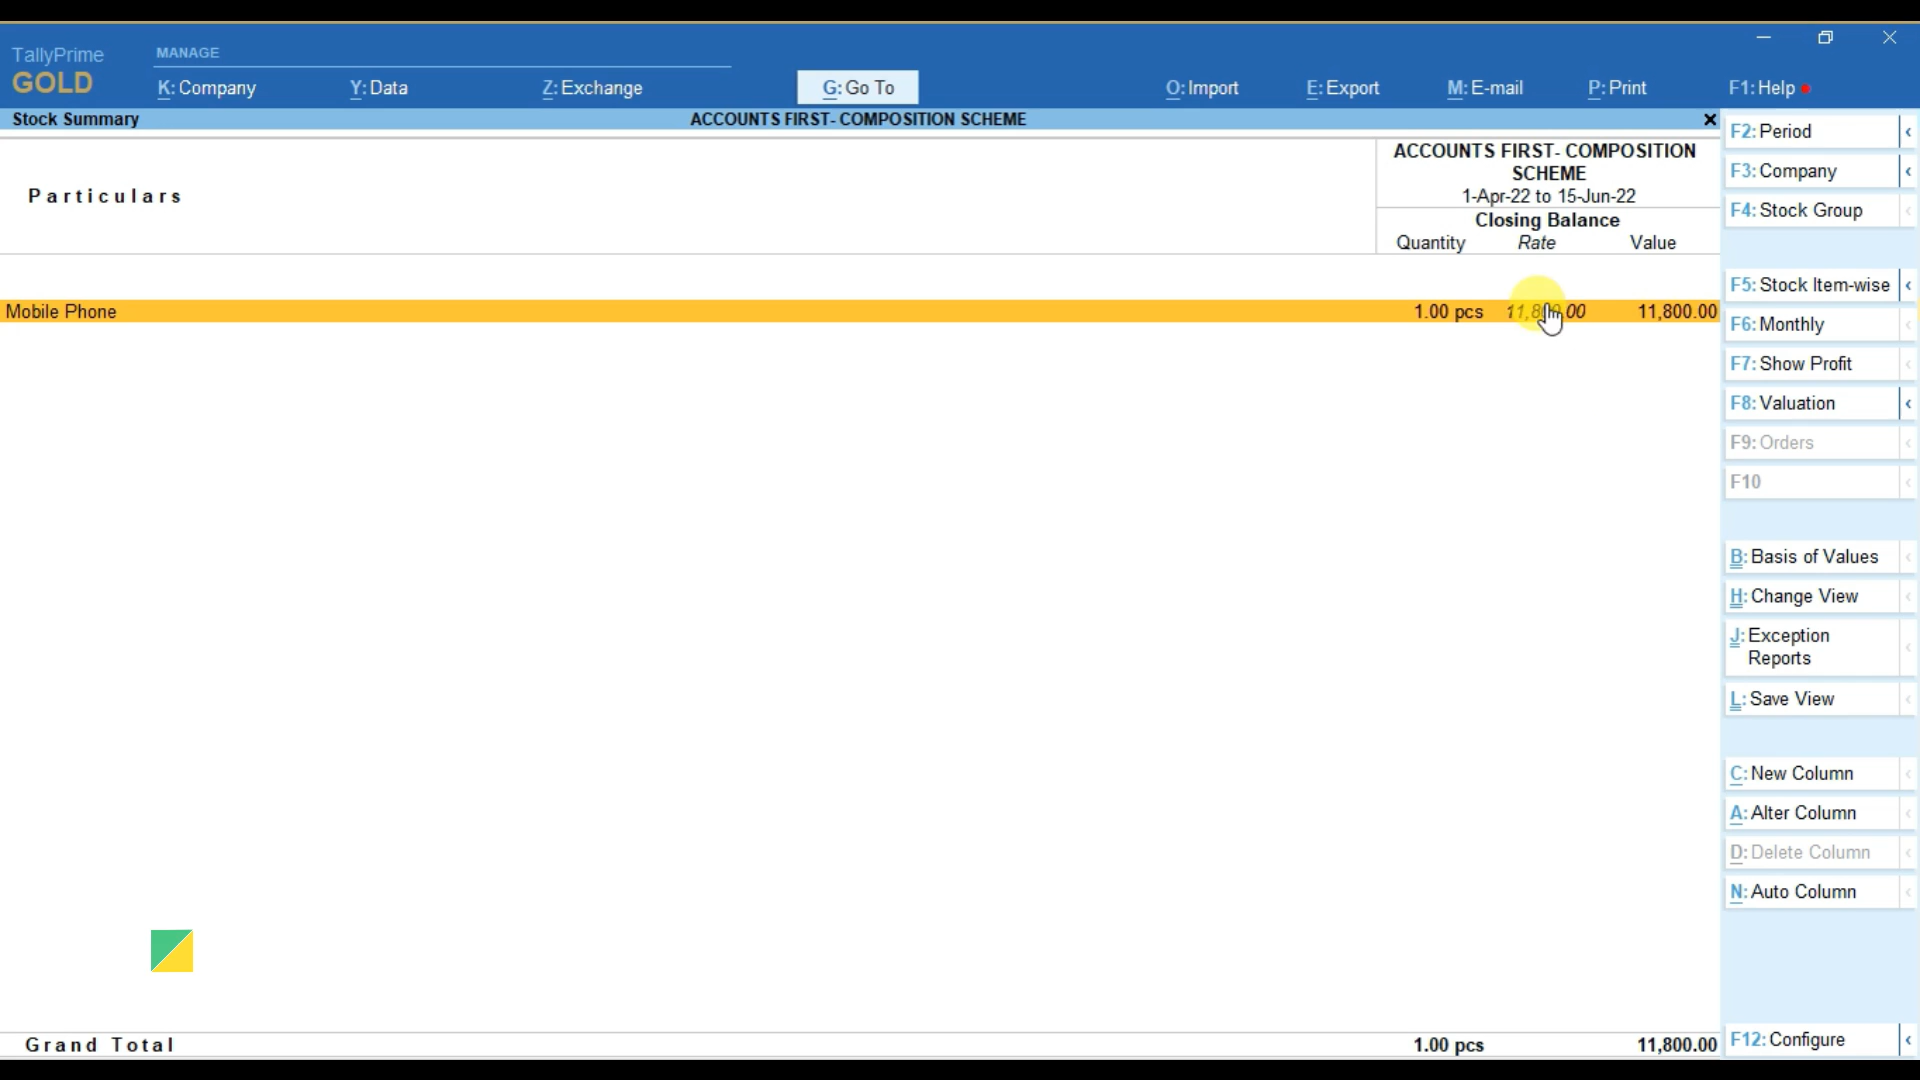 TallyPrime
GOLD
MANAGE
K: Company
Y: Data
Z: Exchange
G: Go To
O: Import
E: Export
M: E-mail
P: Print
F1: Help
Stock Summary
ACCOUNTS FIRST- COMPOSITION SCHEME
Particulars
ACCOUNTS FIRST- COMPOSITION
SCHEME
1-Apr-22 to 15-Jun-22
Closing Balance
Quantity Rate Value
Mobile Phone 1.00 pcs 11,800.00
Grand Total 1.00 pcs 11,800.00
F2: Period
F3: Company
F4: Stock Group
F5: Stock Item-wise
F6: Monthly
F7: Show Profit
F8: Valuation
F9: Orders
F10
B: Basis of Values
H: Change View
J: Exception
Reports
L: Save View
C: New Column
A: Alter Column
D: Delete Column
N: Auto Column
F12: Configure